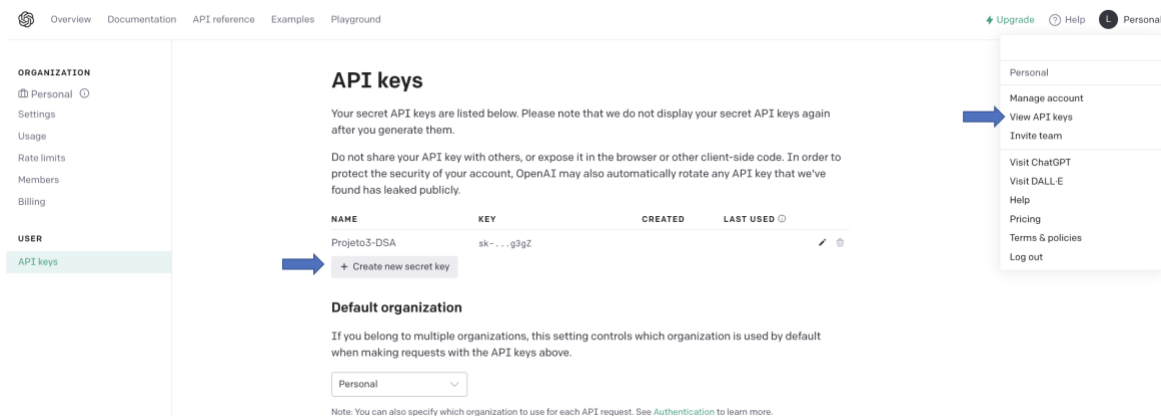 Overview Documentation API reference Examples Playground Upgrade Help L Personal
ORGANIZATION
Personal
Settings
Usage
Rate limits
Members
Billing
USER
API keys
API keys
Your secret API keys are listed below. Please note that we do not display your secret API keys again
after you generate them.
Do not share your API key with others, or expose it in the browser or other client-side code. In order to
protect the security of your account, OpenAI may also automatically rotate any API key that we've
found has leaked publicly.
NAME KEY CREATED LAST USED
Projeto3-DSA sk-...g3gZ
+ Create new secret key
Default organization
If you belong to multiple organizations, this setting controls which organization is used by default
when making requests with the API keys above.
Personal
Note: You can also specify which organization to use for each API request. See Authentication to learn more.
Personal
Manage account
View API keys
Invite team
Visit ChatGPT
Visit DALL·E
Help
Pricing
Terms & policies
Log out